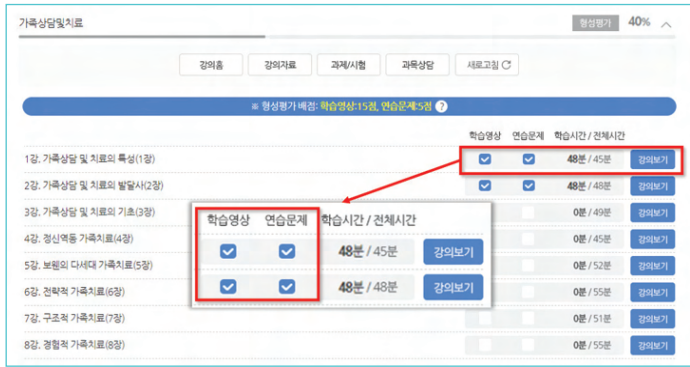 가족상담및치료 형성평가 40%
강의홈 강의자료 과제/시험 과목상담 새로고침
※ 형성평가 배점: 학습영상:15점, 연습문제:5점 ?
학습영상 연습문제 학습시간 / 전체시간
1강. 가족상담 및 치료의 특성(1장) 48분 / 45분 강의보기
2강. 가족상담 및 치료의 발달사(2장) 48분 / 48분 강의보기
3강. 가족상담 및 치료의 기초(3장) 0분 / 49분 강의보기
4강. 정신역동 가족치료(4장) 0분 / 45분 강의보기
5강. 보웬의 다세대 가족치료(5장) 0분 / 52분 강의보기
6강. 전략적 가족치료(6장) 0분 / 55분 강의보기
7강. 구조적 가족치료(7장) 0분 / 51분 강의보기
8강. 경험적 가족치료(8장) 0분 / 55분 강의보기
학습영상 연습문제 학습시간 / 전체시간
48분 / 45분 강의보기
48분 / 48분 강의보기